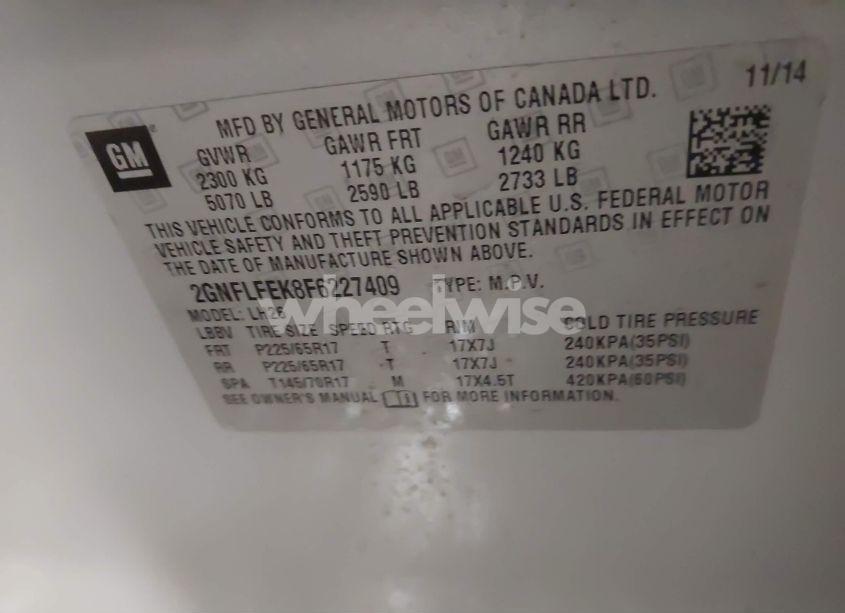 11/14
MFD BY GENERAL MOTORS OF CANADA LTD.
GM
GVWR GAWR FRT GAWR RR
2300 KG 1175 KG 1240 KG
5070 LB 2590 LB 2733 LB
THIS VEHICLE CONFORMS TO ALL APPLICABLE U.S. FEDERAL MOTOR
VEHICLE SAFETY AND THEFT PREVENTION STANDARDS IN EFFECT ON
THE DATE OF MANUFACTURE SHOWN ABOVE.
2GNFLFEK8F6227409 TYPE: M.P.V.
wheelwise
MODEL: LH26
LBBV TIRE SIZE SPEED RTG RIM COLD TIRE PRESSURE
FRT P225/65R17 T 17X7J 240KPA(35PSI)
RR P225/65R17 T 17X7J 240KPA(35PSI)
SPA T145/70R17 M 17X4.5T 420KPA(60PSI)
SEE OWNER'S MANUAL FOR MORE INFORMATION.